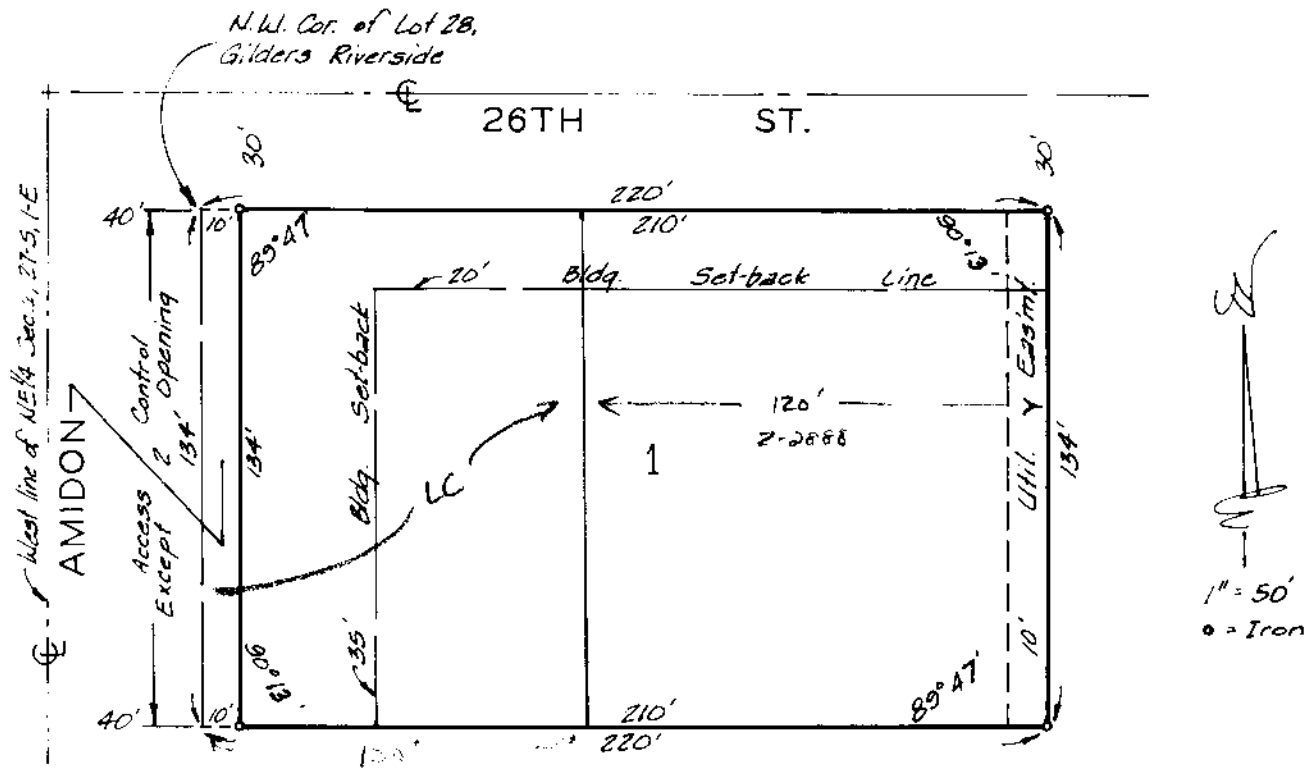 N.W. Cor. of Lot 28,
Gilders Riverside
℄
26TH ST.
30'
30'
West line of NE 1/4 Sec. 2, 27-S, 1-E
40'
10'
220'
210'
89°47'
90°13'
20' Bldg. Set-back Line
Access Control
Except 2 Opening
134'
134'
AMIDON
Bldg. Set-back
35'
LC
120'
Z-2888
1
Util. Easm't.
10'
134'
1" = 50'
o = Iron
℄
90°13'
89°47'
40'
10'
210'
220'